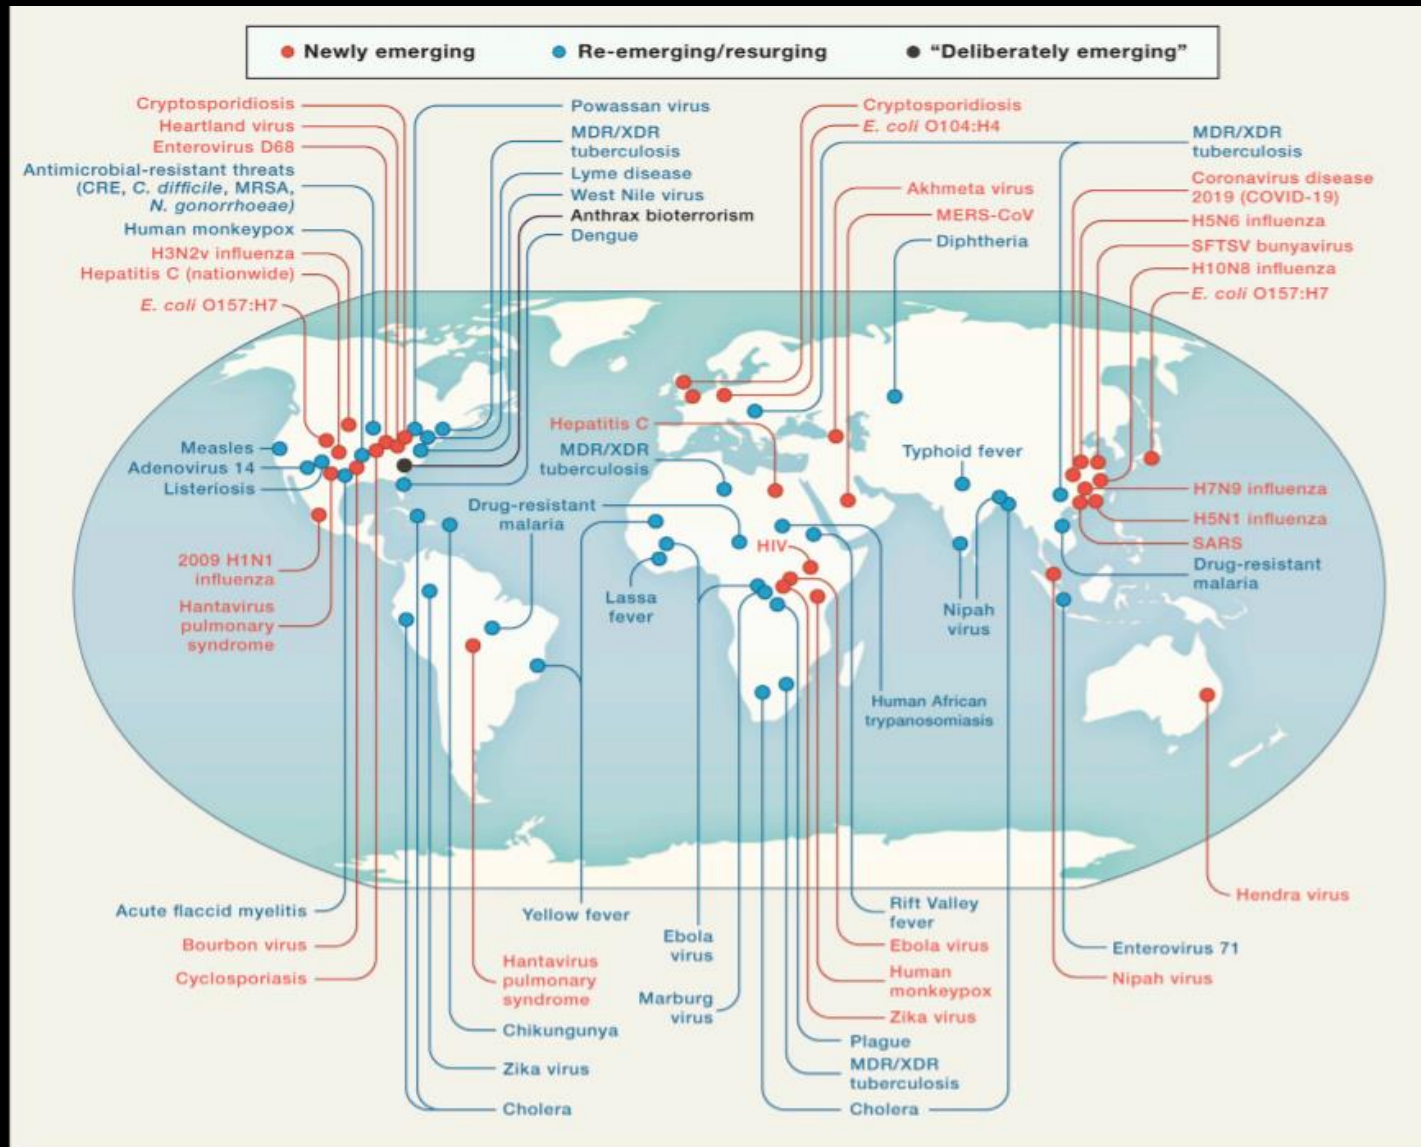 Newly emerging
Re-emerging/resurging
“Deliberately emerging”
Cryptosporidiosis
Heartland virus
Enterovirus D68
Antimicrobial-resistant threats
(CRE, C. difficile, MRSA,
N. gonorrhoeae)
Human monkeypox
H3N2v influenza
Hepatitis C (nationwide)
E. coli O157:H7
Powassan virus
MDR/XDR
tuberculosis
Lyme disease
West Nile virus
Anthrax bioterrorism
Dengue
Cryptosporidiosis
E. coli O104:H4
Akhmeta virus
MERS-CoV
Diphtheria
MDR/XDR
tuberculosis
Coronavirus disease
2019 (COVID-19)
H5N6 influenza
SFTSV bunyavirus
H10N8 influenza
E. coli O157:H7
Measles
Adenovirus 14
Listeriosis
Hepatitis C
MDR/XDR
tuberculosis
Drug-resistant
malaria
Typhoid fever
HIV
H7N9 influenza
H5N1 influenza
SARS
Drug-resistant
malaria
2009 H1N1
influenza
Hantavirus
pulmonary
syndrome
Lassa
fever
Nipah
virus
Human African
trypanosomiasis
Acute flaccid myelitis
Bourbon virus
Cyclosporiasis
Yellow fever
Hantavirus
pulmonary
syndrome
Chikungunya
Zika virus
Cholera
Ebola
virus
Marburg
virus
Rift Valley
fever
Ebola virus
Human
monkeypox
Zika virus
Plague
MDR/XDR
tuberculosis
Cholera
Hendra virus
Enterovirus 71
Nipah virus